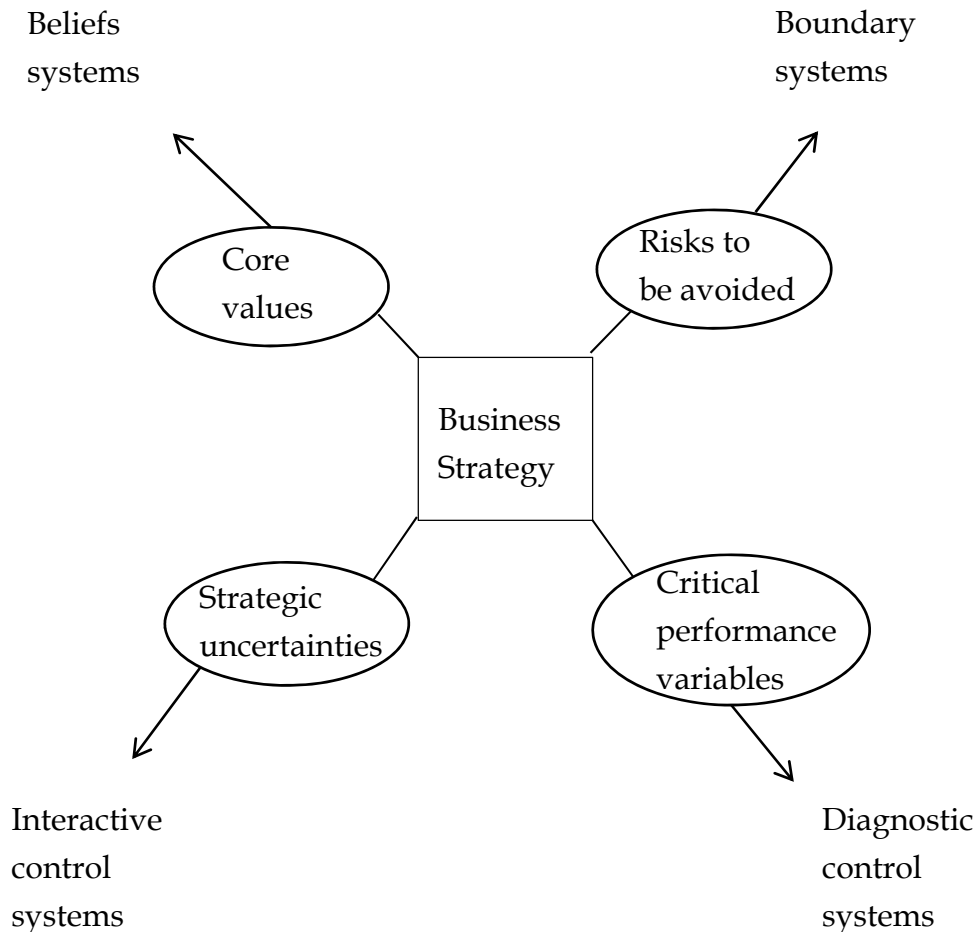 Beliefs
systems
Boundary
systems
Core
values
Risks to
be avoided
Business
Strategy
Strategic
uncertainties
Critical
performance
variables
Interactive
control
systems
Diagnostic
control
systems